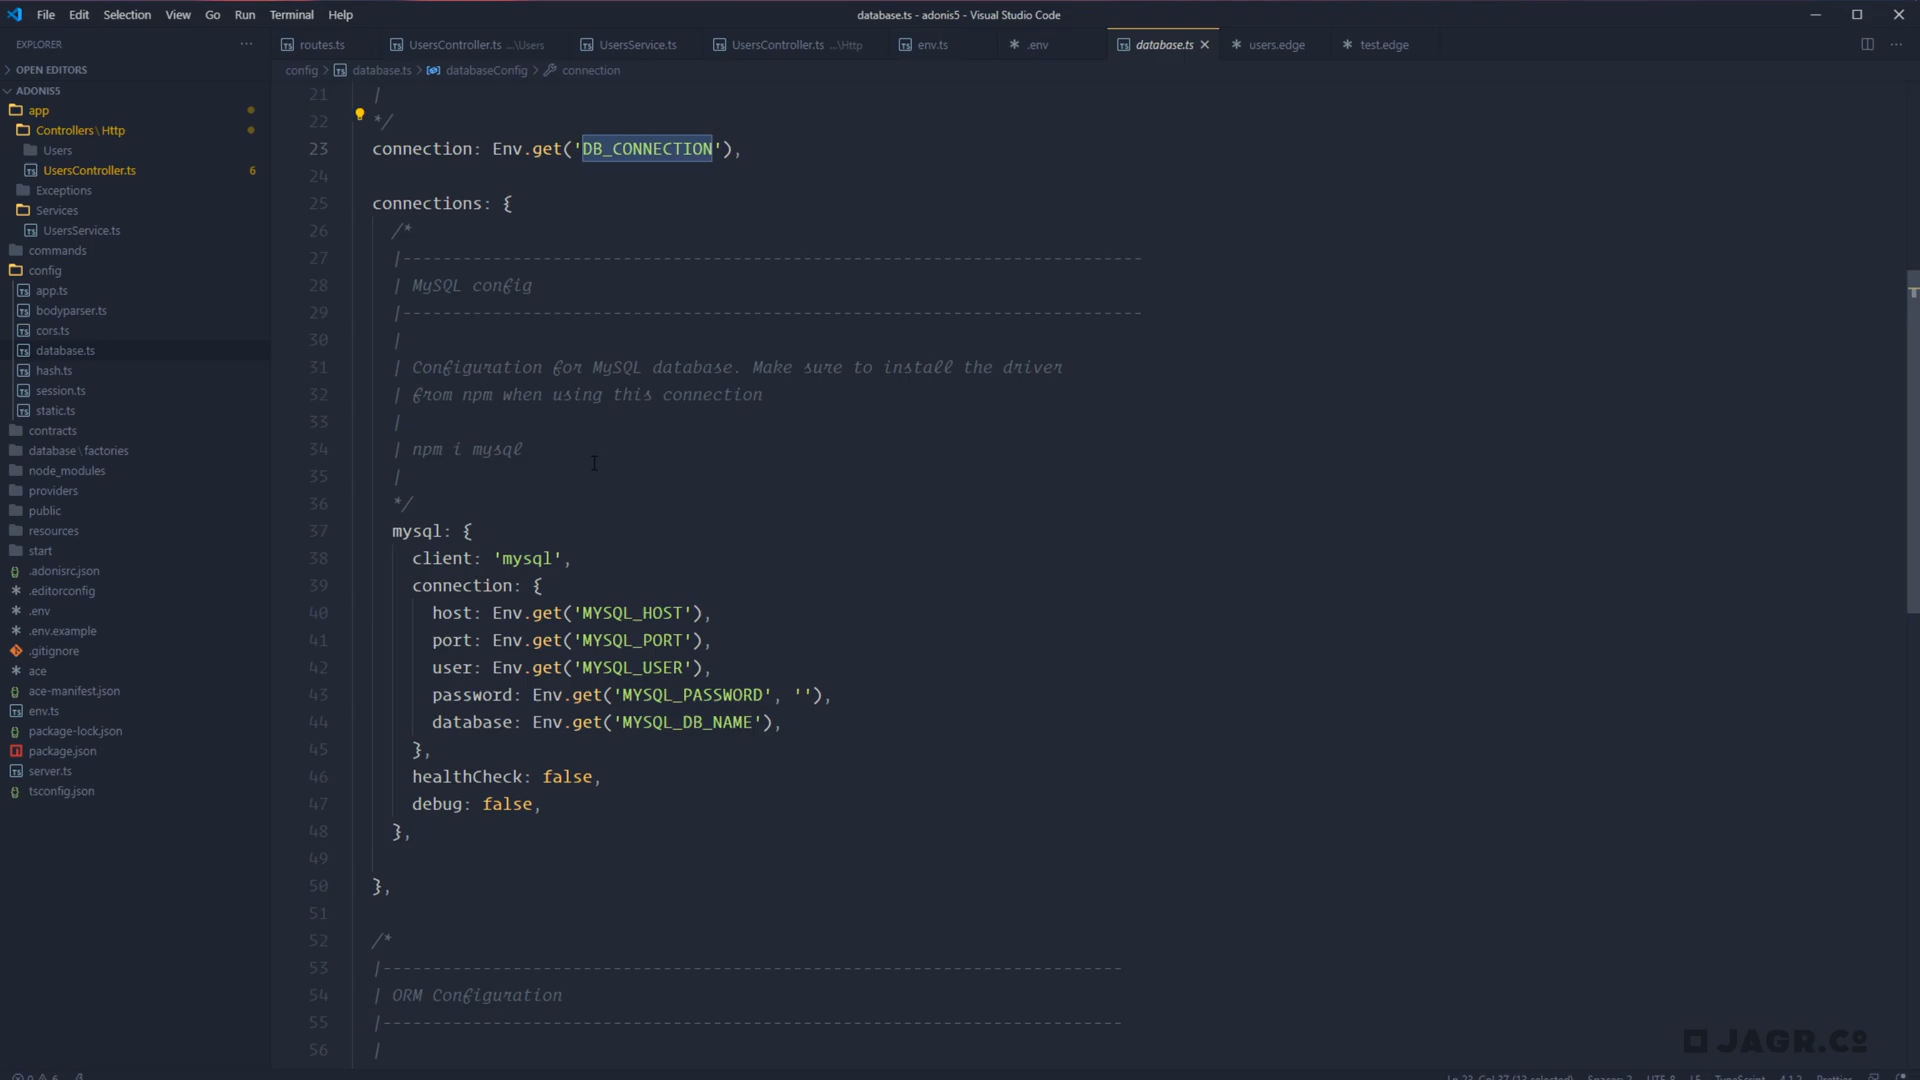 File Edit Selection View Go Run Terminal Help
database.ts - adonis5 - Visual Studio Code
EXPLORER
OPEN EDITORS
ADONIS5
app
Controllers\Http
Users
UsersController.ts 6
Exceptions
Services
UsersService.ts
commands
config
app.ts
bodyparser.ts
cors.ts
database.ts
hash.ts
session.ts
static.ts
contracts
database\factories
node_modules
providers
public
resources
start
.adonisrc.json
.editorconfig
.env
.env.example
.gitignore
ace
ace-manifest.json
env.ts
package-lock.json
package.json
server.ts
tsconfig.json
routes.ts UsersController.ts ...\Users UsersService.ts UsersController.ts ...\Http env.ts .env database.ts users.edge test.edge
config > database.ts > databaseConfig > connection
21 |
22 */
23 connection: Env.get('DB_CONNECTION'),
24
25 connections: {
26 /*
27 |--------------------------------------------------------------------------
28 | MySQL config
29 |--------------------------------------------------------------------------
30 |
31 | Configuration for MySQL database. Make sure to install the driver
32 | from npm when using this connection
33 |
34 | npm i mysql
35 |
36 */
37 mysql: {
38 client: 'mysql',
39 connection: {
40 host: Env.get('MYSQL_HOST'),
41 port: Env.get('MYSQL_PORT'),
42 user: Env.get('MYSQL_USER'),
43 password: Env.get('MYSQL_PASSWORD', ''),
44 database: Env.get('MYSQL_DB_NAME'),
45 },
46 healthCheck: false,
47 debug: false,
48 },
49
50 },
51
52 /*
53 |--------------------------------------------------------------------------
54 | ORM Configuration
55 |--------------------------------------------------------------------------
56 |
JAGR.Co